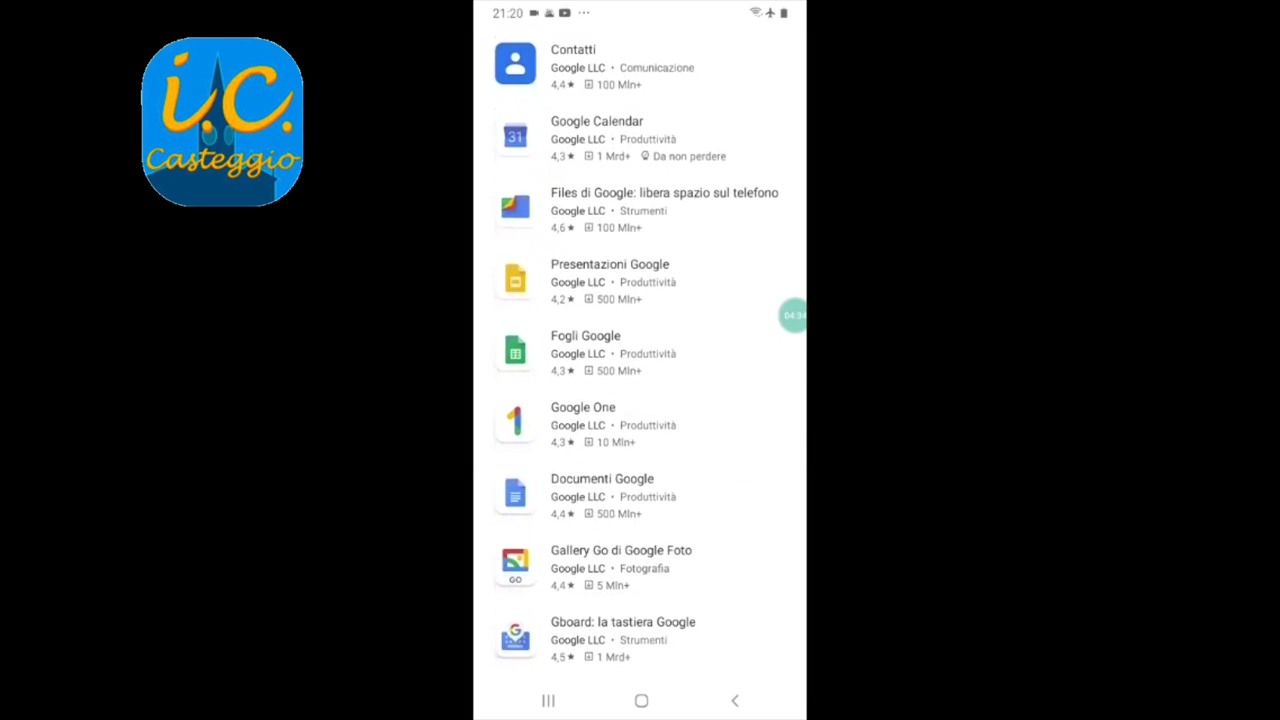 i.c.
Casteggio
21:20
Contatti
Google LLC • Comunicazione
4,4★ 100 Mln+
31
Google Calendar
Google LLC • Produttività
4,3★ 1 Mrd+ Da non perdere
Files di Google: libera spazio sul telefono
Google LLC • Strumenti
4,6★ 100 Mln+
Presentazioni Google
Google LLC • Produttività
4,2★ 500 Mln+
04:34
Fogli Google
Google LLC • Produttività
4,3★ 500 Mln+
Google One
Google LLC • Produttività
4,3★ 10 Mln+
Documenti Google
Google LLC • Produttività
4,4★ 500 Mln+
Gallery Go di Google Foto
GO
Google LLC • Fotografia
4,4★ 5 Mln+
Gboard: la tastiera Google
G
Google LLC • Strumenti
4,5★ 1 Mrd+